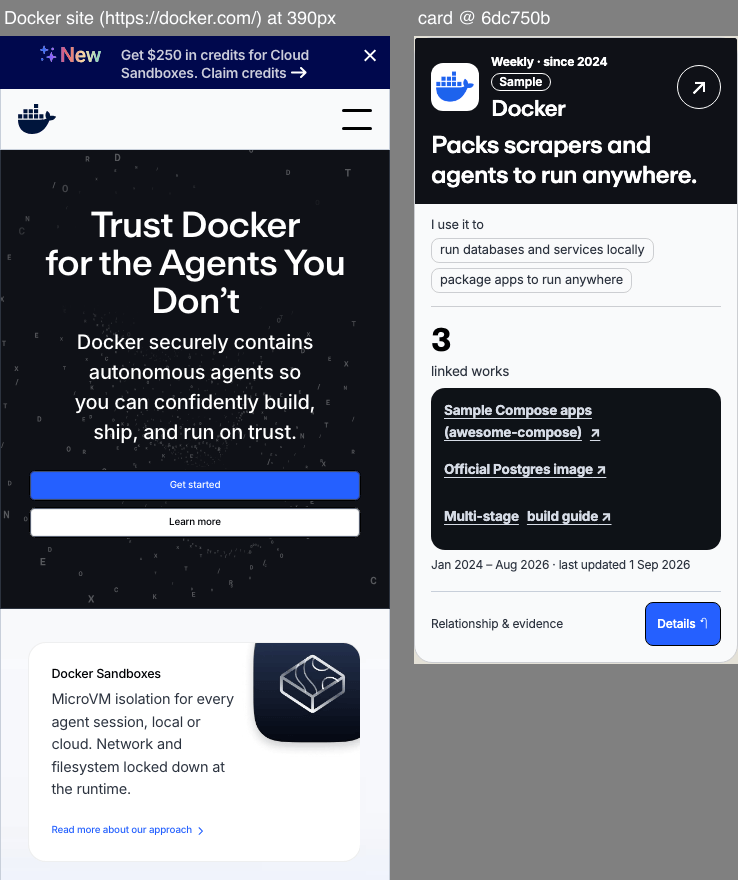 Docker site (https://docker.com/) at 390px
New
Get $250 in credits for Cloud
Sandboxes. Claim credits →
Trust Docker
for the Agents You
Don't
Docker securely contains
autonomous agents so
you can confidently build,
ship, and run on trust.
Get started
Learn more
Docker Sandboxes
MicroVM isolation for every
agent session, local or
cloud. Network and
filesystem locked down at
the runtime.
Read more about our approach
card @ 6dc750b
Weekly · since 2024
Sample
Docker
Packs scrapers and
agents to run anywhere.
I use it to
run databases and services locally
package apps to run anywhere
3
linked works
Sample Compose apps
(awesome-compose) ↗
Official Postgres image ↗
Multi-stage build guide ↗
Jan 2024 – Aug 2026 · last updated 1 Sep 2026
Relationship & evidence
Details